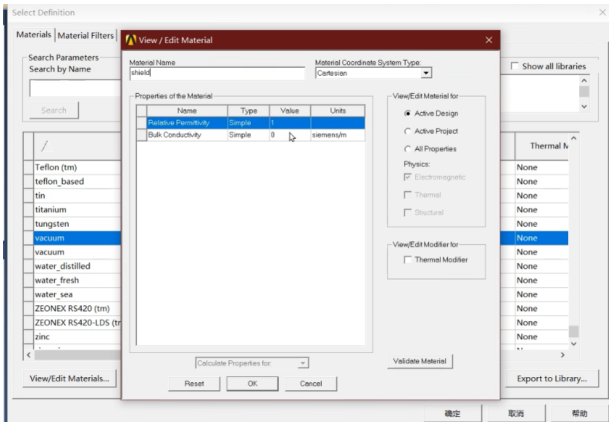 Select Definition
Materials Material Filters
Search Parameters
Search by Name
Search
Show all libraries
/
Thermal M
Teflon (tm) None
teflon_based None
tin None
titanium None
tungsten None
vacuum None
vacuum None
water_distilled None
water_fresh None
water_sea None
ZEONEX RS420 (tm) None
ZEONEX RS420-LDS (tm None
zinc None
View/Edit Materials...
Export to Library...
确定 取消 帮助
View / Edit Material
Material Name
shield
Material Coordinate System Type:
Cartesian
Properties of the Material
Name Type Value Units
Relative Permittivity Simple 1
Bulk Conductivity Simple 0 siemens/m
View/Edit Material for
Active Design
Active Project
All Properties
Physics:
Electromagnetic
Thermal
Structural
View/Edit Modifier for
Thermal Modifier
Validate Material
Calculate Properties for:
Reset OK Cancel